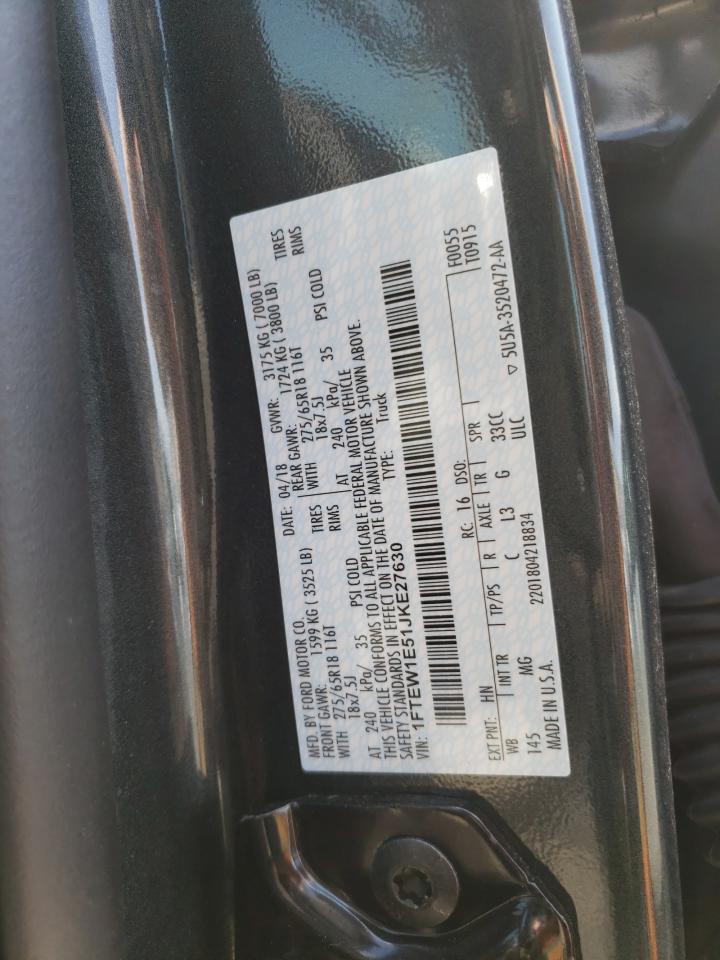 MFD. BY FORD MOTOR CO.
DATE: 04/18 GVWR: 3175 KG ( 7000 LB)
FRONT GAWR: 1599 KG ( 3525 LB) REAR GAWR: 1724 KG ( 3800 LB)
WITH 275/65R18 116T TIRES WITH 275/65R18 116T TIRES
18x7.5J RIMS 18x7.5J RIMS
AT 240 kPa/ 35 PSI COLD AT 240 kPa/ 35 PSI COLD
THIS VEHICLE CONFORMS TO ALL APPLICABLE FEDERAL MOTOR VEHICLE
SAFETY STANDARDS IN EFFECT ON THE DATE OF MANUFACTURE SHOWN ABOVE.
VIN: 1FTEW1E51JKE27630 TYPE: Truck
F0055
EXT PNT: HN RC: 16 DSO: T0915
WB INT TR TP/PS R AXLE TR SPR
145 MG C L3 G 33CC
MADE IN U.S.A. 2201804218834 ULC ▽ 5U5A-3520472-AA